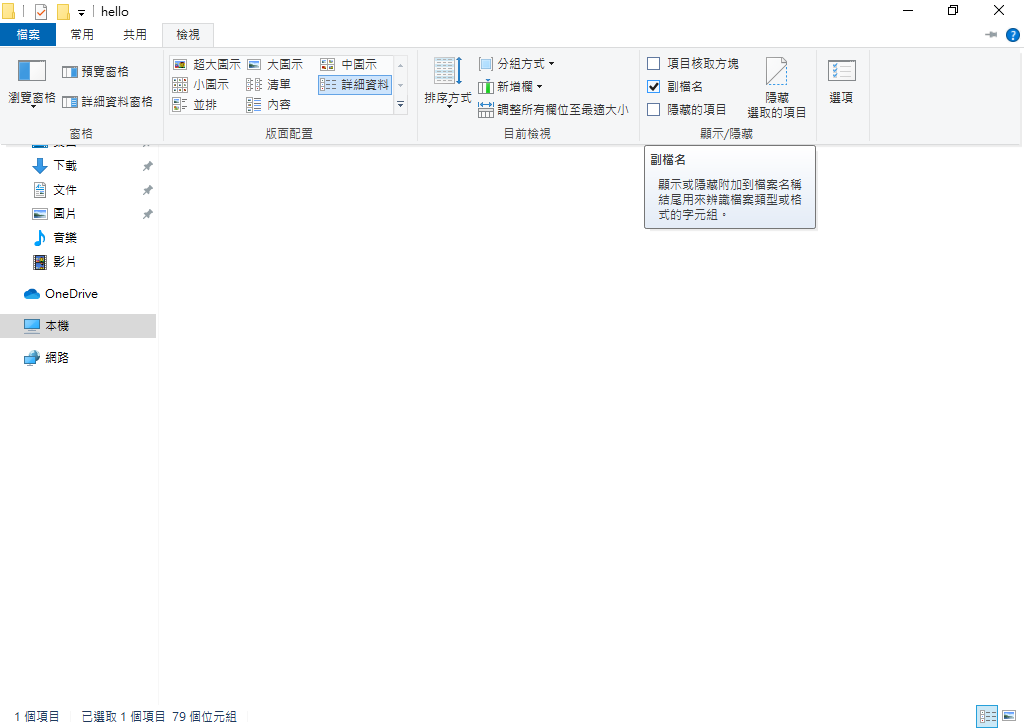 hello
檔案 常用 共用 檢視
瀏覽窗格
預覽窗格
詳細資料窗格
窗格
超大圖示 大圖示 中圖示
小圖示 清單 詳細資料
並排 內容
版面配置
排序方式
分組方式
新增欄
調整所有欄位至最適大小
目前檢視
項目核取方塊
副檔名
隱藏的項目
隱藏
選取的項目
顯示/隱藏
選項
副檔名
顯示或隱藏附加到檔案名稱
結尾用來辨識檔案類型或格
式的字元組。
下載
文件
圖片
音樂
影片
OneDrive
本機
網路
1 個項目 已選取 1 個項目 79 個位元組